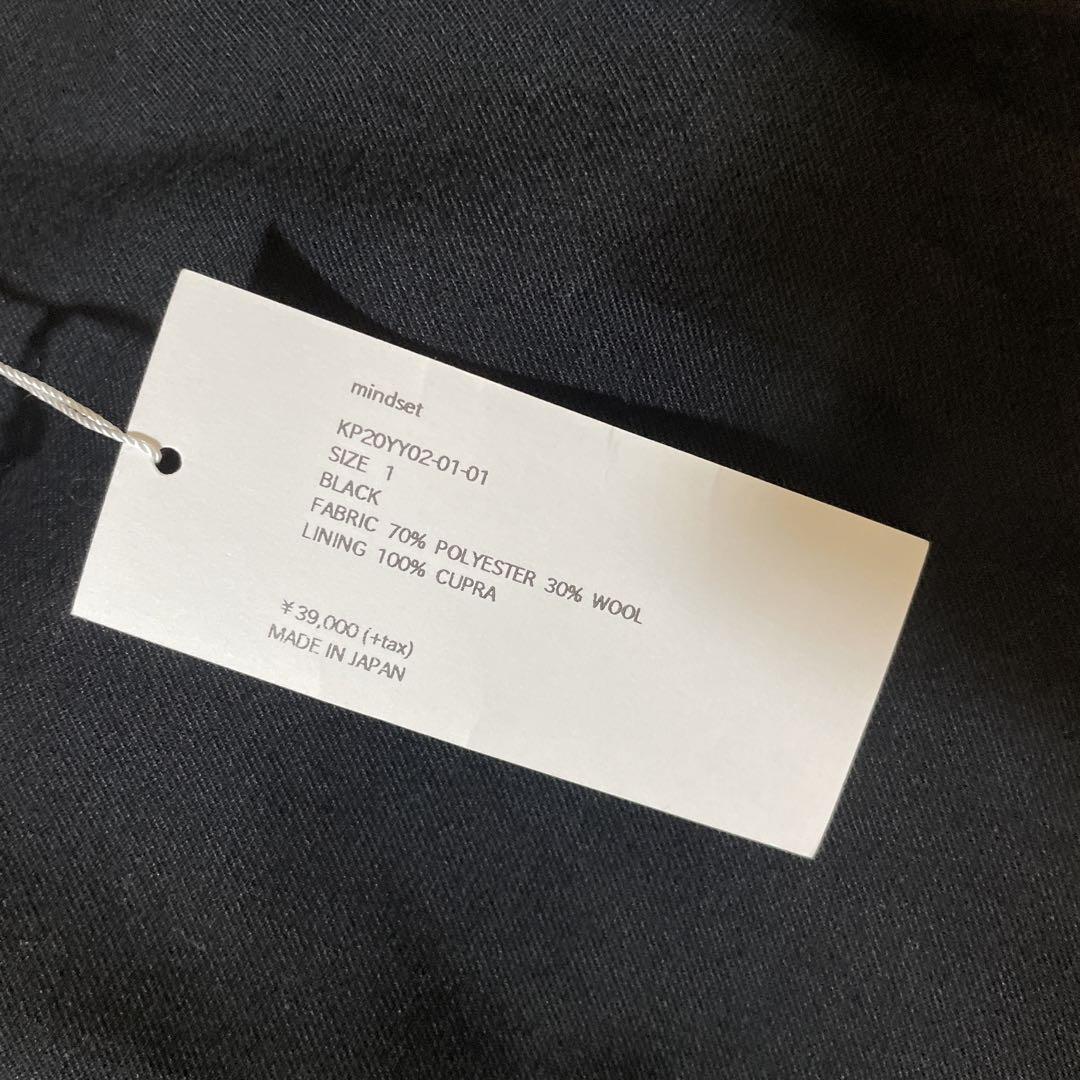 mindset
KP20YY02-01-01
SIZE 1
BLACK
FABRIC 70% POLYESTER 30% WOOL
LINING 100% CUPRA
¥39,000 (+tax)
MADE IN JAPAN